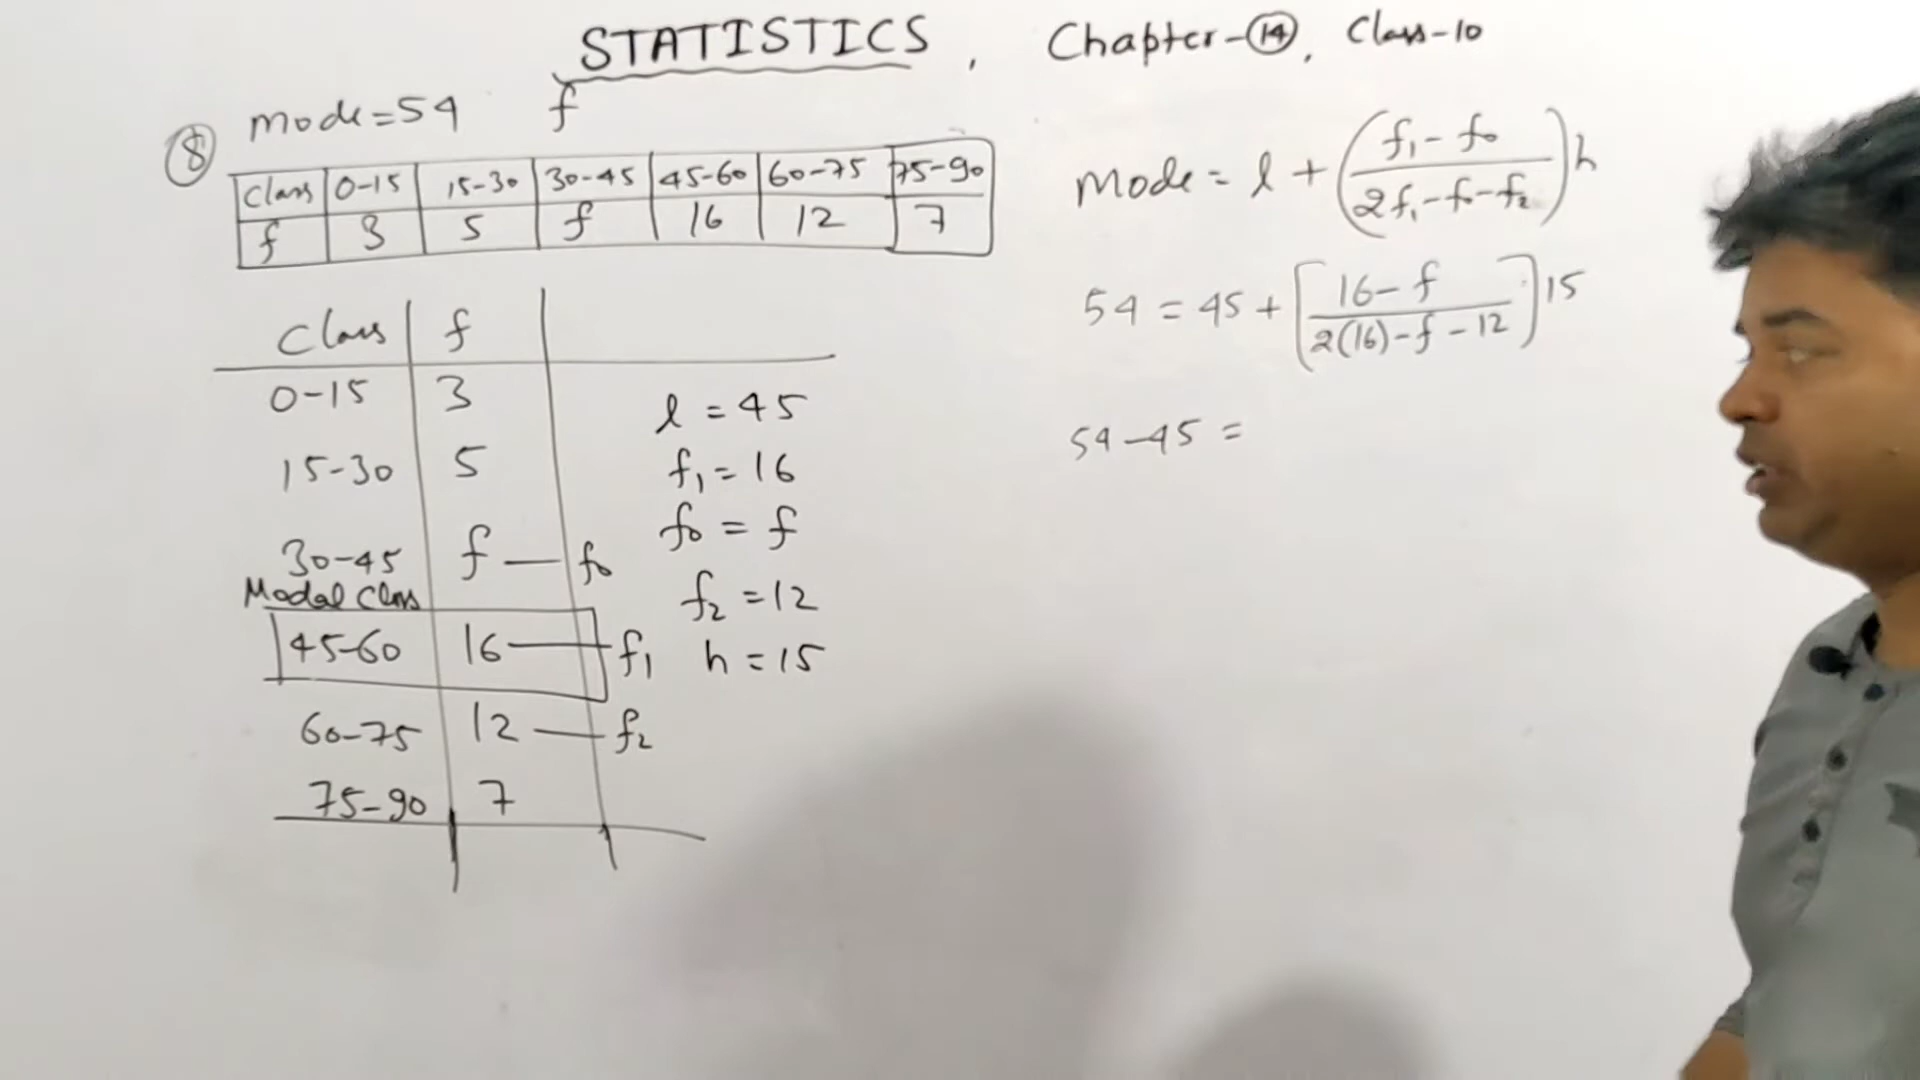 STATISTICS, Chapter-14, Class-10
8 mode=54 f
Class 0-15 15-30 30-45 45-60 60-75 75-90
f 3 5 f 16 12 7
Class f
0-15 3
15-30 5
30-45 f — f₀
Modal Class
45-60 16 — f₁
60-75 12 — f₂
75-90 7
l = 45
f₁ = 16
f₀ = f
f₂ = 12
h = 15
Mode = l + (f₁ - f₀ / 2f₁ - f₀ - f₂) h
54 = 45 + [16 - f / 2(16) - f - 12] 15
54 - 45 =